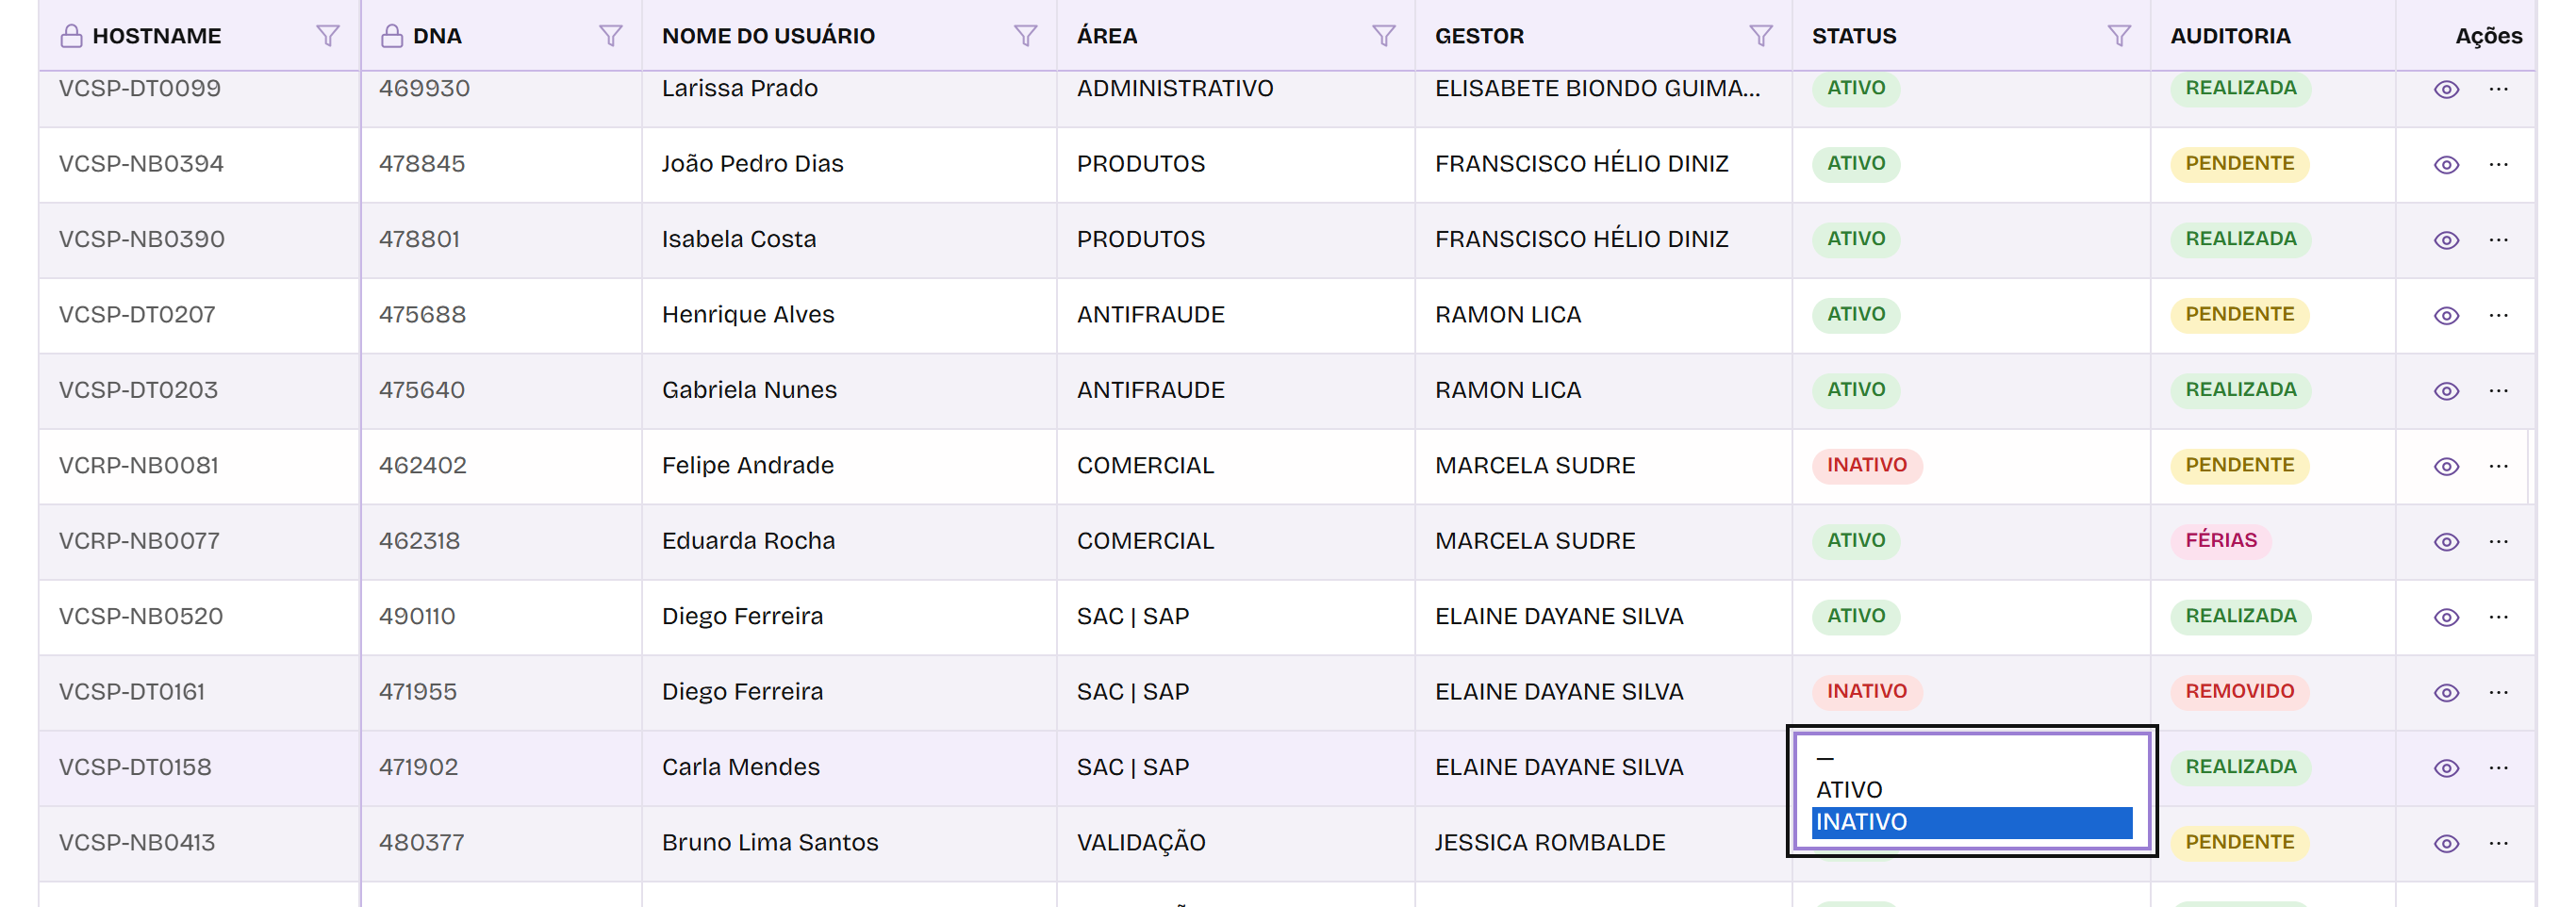 HOSTNAME DNA NOME DO USUÁRIO ÁREA GESTOR STATUS AUDITORIA Ações
VCSP-DT0099 469930 Larissa Prado ADMINISTRATIVO ELISABETE BIONDO GUIMA... ATIVO REALIZADA ...
VCSP-NB0394 478845 João Pedro Dias PRODUTOS FRANSCISCO HÉLIO DINIZ ATIVO PENDENTE ...
VCSP-NB0390 478801 Isabela Costa PRODUTOS FRANSCISCO HÉLIO DINIZ ATIVO REALIZADA ...
VCSP-DT0207 475688 Henrique Alves ANTIFRAUDE RAMON LICA ATIVO PENDENTE ...
VCSP-DT0203 475640 Gabriela Nunes ANTIFRAUDE RAMON LICA ATIVO REALIZADA ...
VCRP-NB0081 462402 Felipe Andrade COMERCIAL MARCELA SUDRE INATIVO PENDENTE ...
VCRP-NB0077 462318 Eduarda Rocha COMERCIAL MARCELA SUDRE ATIVO FÉRIAS ...
VCSP-NB0520 490110 Diego Ferreira SAC | SAP ELAINE DAYANE SILVA ATIVO REALIZADA ...
VCSP-DT0161 471955 Diego Ferreira SAC | SAP ELAINE DAYANE SILVA INATIVO REMOVIDO ...
VCSP-DT0158 471902 Carla Mendes SAC | SAP ELAINE DAYANE SILVA — REALIZADA ...
ATIVO
INATIVO
VCSP-NB0413 480377 Bruno Lima Santos VALIDAÇÃO JESSICA ROMBALDE PENDENTE ...